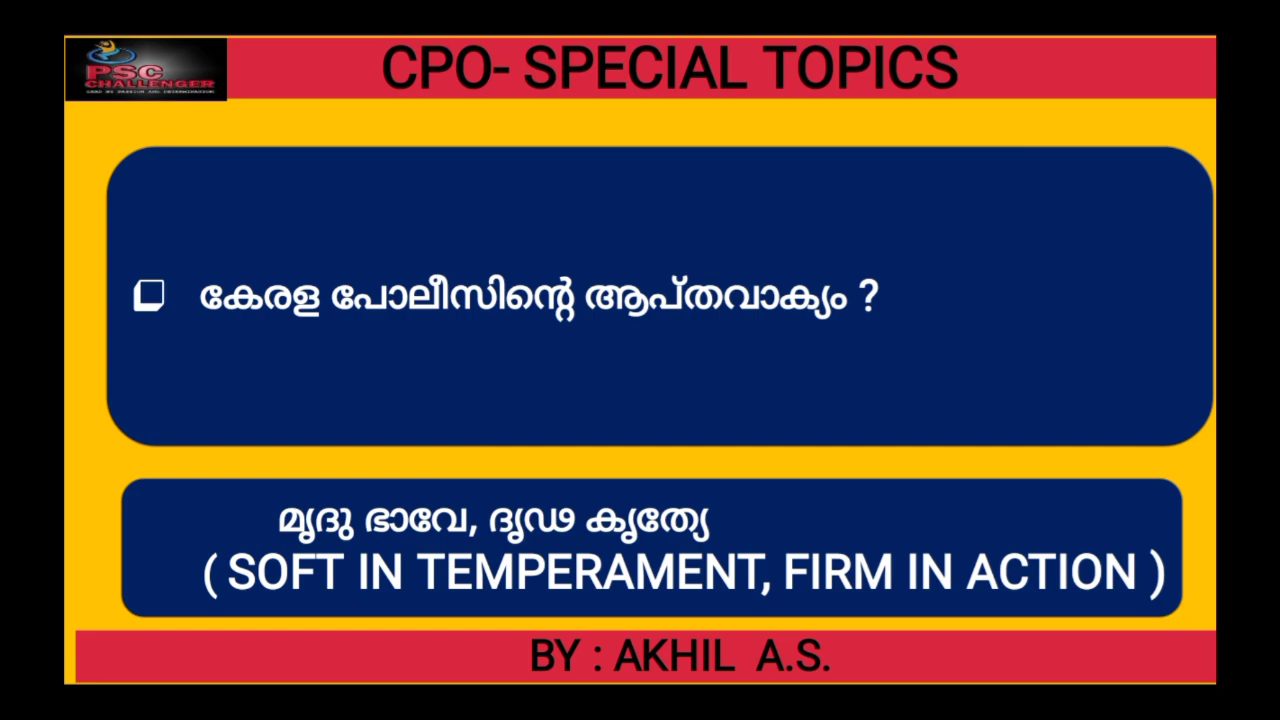 PSC
CHALLENGER
CPO- SPECIAL TOPICS
❑ കേരള പോലീസിന്റെ ആപ്തവാക്യം ?
മൃദു ഭാവേ, ദൃഢ കൃത്യേ
( SOFT IN TEMPERAMENT, FIRM IN ACTION )
BY : AKHIL A.S.